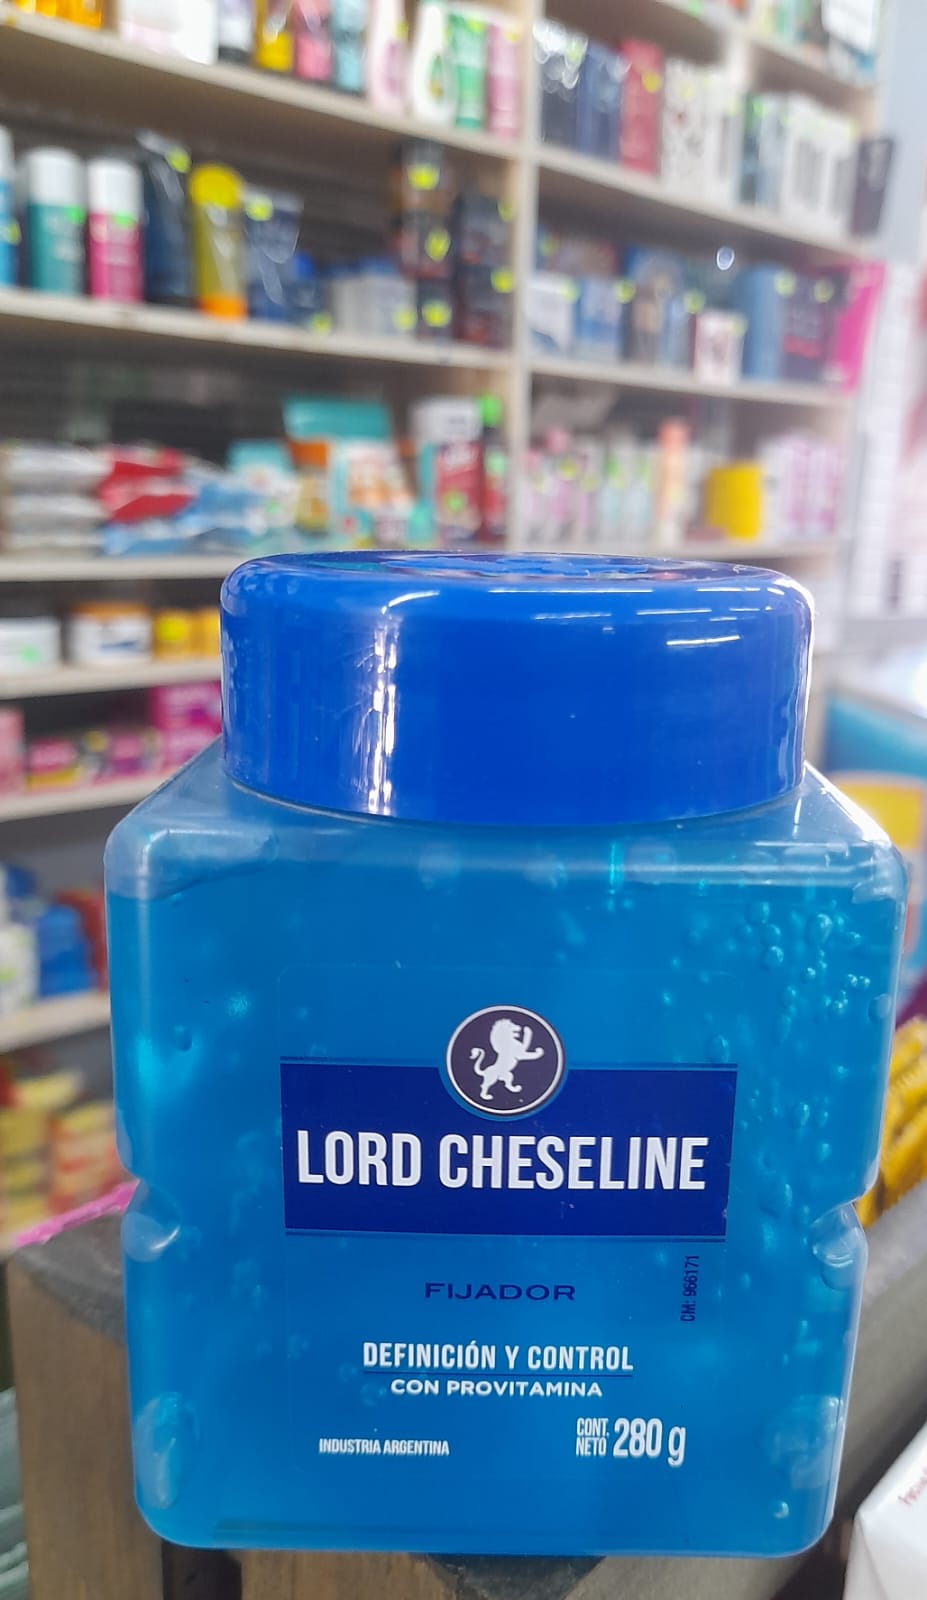 LORD CHESELINE
FIJADOR
CM: 966171
DEFINICIÓN Y CONTROL
CON PROVITAMINA
INDUSTRIA ARGENTINA
CONT. NETO 280 g